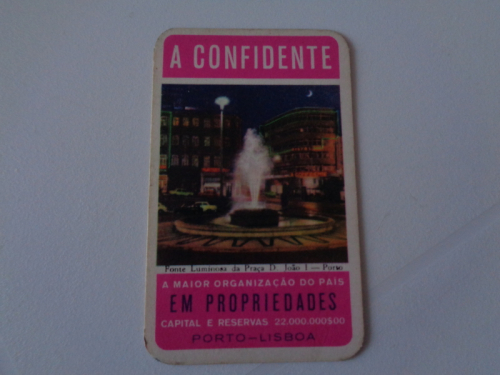 A CONFIDENTE
Fonte Luminosa da Praça D. João I — Porto
A MAIOR ORGANIZAÇÃO DO PAÍS
EM PROPRIEDADES
CAPITAL E RESERVAS 22.000.000$00
PORTO—LISBOA